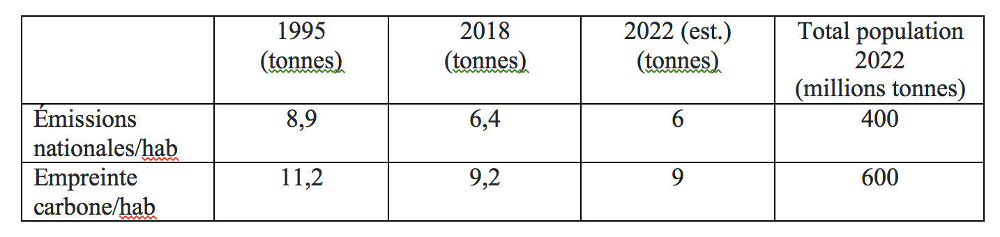 1995
(tonnes)
2018
(tonnes)
2022 (est.)
(tonnes)
Total population
2022
(millions tonnes)
Émissions
nationales/hab
8,9
6,4
6
400
Empreinte
carbone/hab
11,2
9,2
9
600